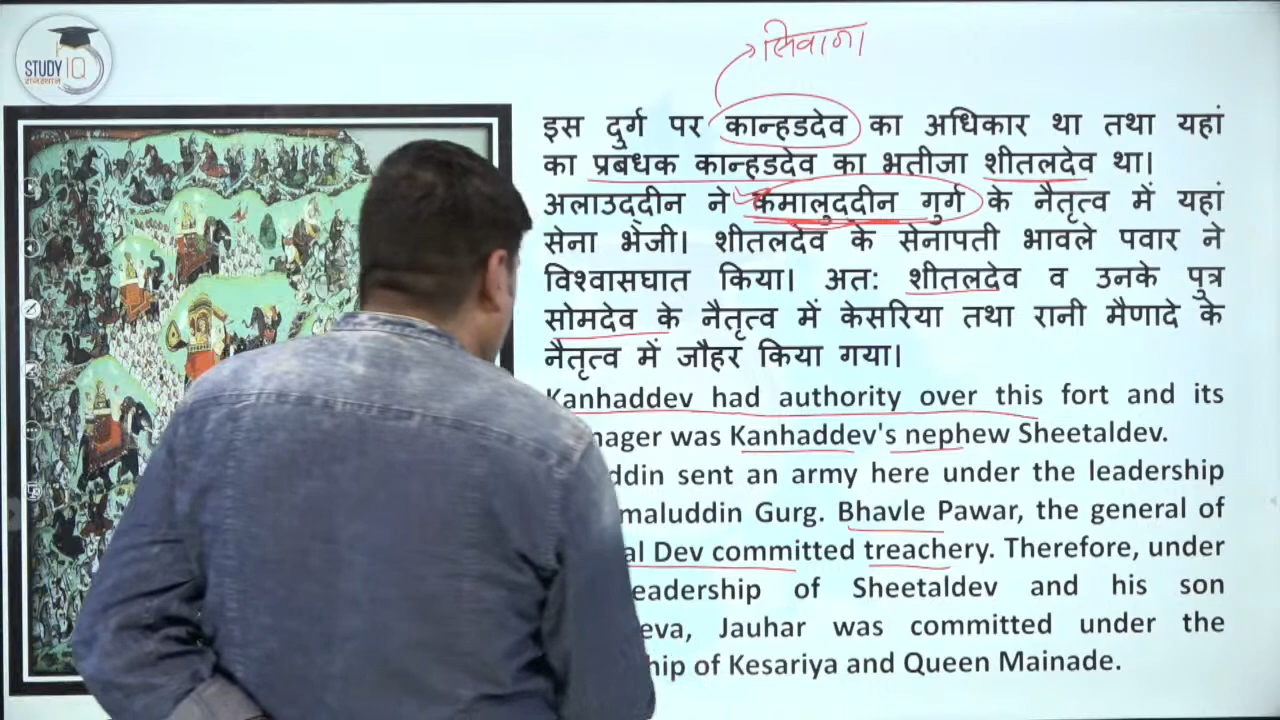 STUDY IQ
राजस्थान
सिवाना
इस दुर्ग पर कान्हडदेव का अधिकार था तथा यहां
का प्रबधक कान्हडदेव का भतीजा शीतलदेव था।
अलाउद्दीन ने कमालुद्दीन गुर्ग के नैतृत्व में यहां
सेना भेंजी। शीतलदेव के सेनापती भावले पवार ने
विश्वासघात किया। अत: शीतलदेव व उनके पुत्र
सोमदेव के नैतृत्व में केसरिया तथा रानी मैणादे के
नैतृत्व में जौहर किया गया।
Kanhaddev had authority over this fort and its
nager was Kanhaddev's nephew Sheetaldev.
ddin sent an army here under the leadership
maluddin Gurg. Bhavle Pawar, the general of
al Dev committed treachery. Therefore, under
eadership of Sheetaldev and his son
eva, Jauhar was committed under the
hip of Kesariya and Queen Mainade.